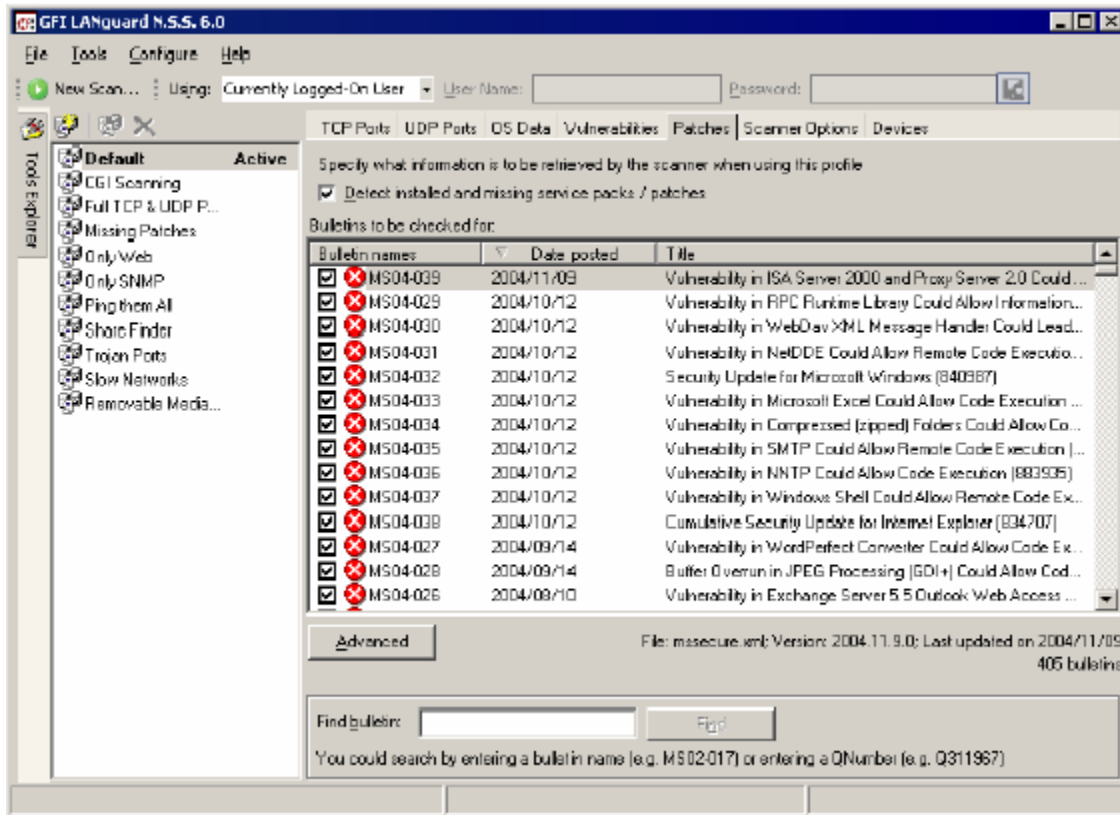 GFI LANguard N.S.S. 6.0
File Tools Configure Help
New Scan... Using: Currently Logged-On User User Name: Password:
Tools Explorer
Default Active
CGI Scanning
Full TCP & UDP P...
Missing Patches
Only Web
Only SNMP
Ping them All
Share Finder
Trojan Ports
Slow Networks
Removable Media...
TCP Ports UDP Ports OS Data Vulnerabilities Patches Scanner Options Devices
Specify what information is to be retrieved by the scanner when using this profile
Detect installed and missing service packs / patches
Bulletins to be checked for:
Bulletin names Date posted Title
MS04-039 2004/11/09 Vulnerability in ISA Server 2000 and Proxy Server 2.0 Could ...
MS04-029 2004/10/12 Vulnerability in RPC Runtime Library Could Allow Information...
MS04-030 2004/10/12 Vulnerability in WebDav XML Message Handler Could Lead...
MS04-031 2004/10/12 Vulnerability in NetDDE Could Allow Remote Code Executio...
MS04-032 2004/10/12 Security Update for Microsoft Windows (840987)
MS04-033 2004/10/12 Vulnerability in Microsoft Excel Could Allow Code Execution ...
MS04-034 2004/10/12 Vulnerability in Compressed (zipped) Folders Could Allow Co...
MS04-035 2004/10/12 Vulnerability in SMTP Could Allow Remote Code Execution (...
MS04-036 2004/10/12 Vulnerability in NNTP Could Allow Code Execution (883935)
MS04-037 2004/10/12 Vulnerability in Windows Shell Could Allow Remote Code Ex...
MS04-038 2004/10/12 Cumulative Security Update for Internet Explorer (834707)
MS04-027 2004/09/14 Vulnerability in WordPerfect Converter Could Allow Code Ex...
MS04-028 2004/09/14 Buffer Overrun in JPEG Processing (GDI+) Could Allow Cod...
MS04-026 2004/08/10 Vulnerability in Exchange Server 5.5 Outlook Web Access ...
Advanced
File: mssecure.xml; Version: 2004.11.9.0; Last updated on 2004/11/09
405 bulletins
Find bulletin: Find
You could search by entering a bulletin name (e.g. MS02-017) or entering a QNumber (e.g. Q311967)